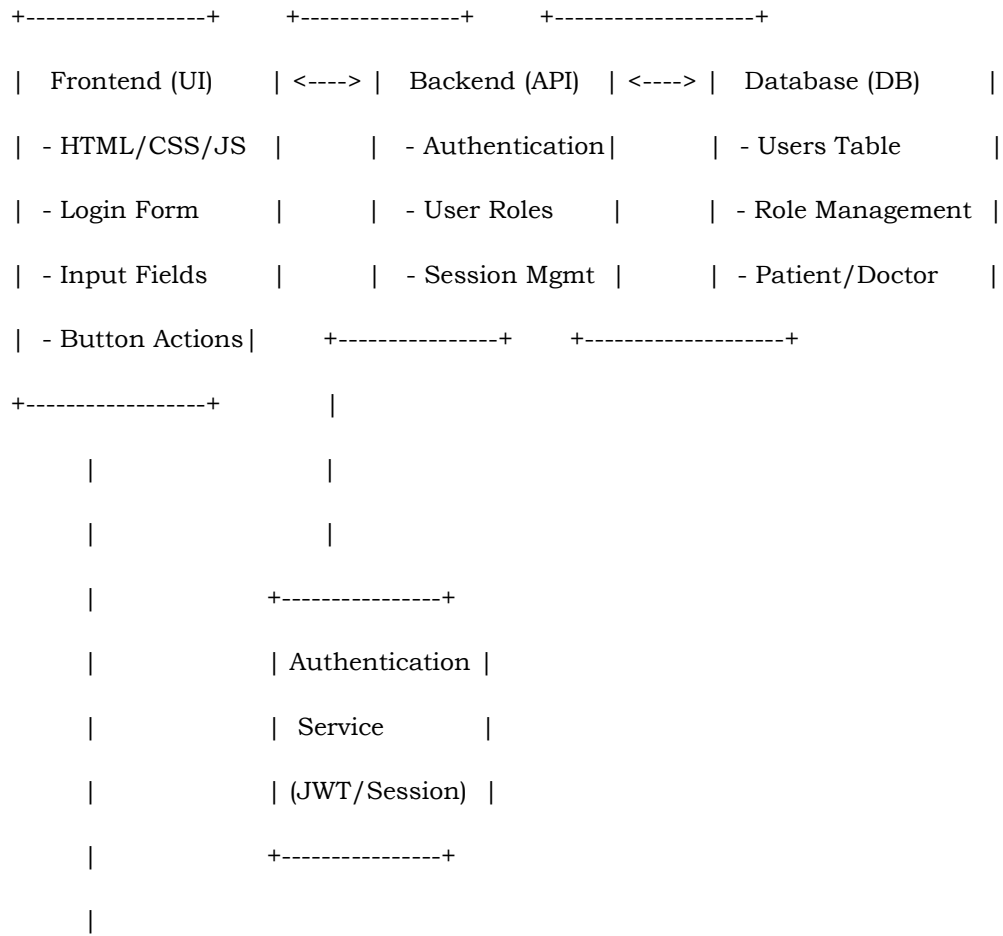 +------------------+ +----------------+ +--------------------+
| Frontend (UI) | <----> | Backend (API) | <----> | Database (DB) |
| - HTML/CSS/JS | | - Authentication| | - Users Table |
| - Login Form | | - User Roles | | - Role Management |
| - Input Fields | | - Session Mgmt | | - Patient/Doctor |
| - Button Actions| +----------------+ +--------------------+
+------------------+ |
| |
| |
| +----------------+
| | Authentication |
| | Service |
| | (JWT/Session) |
| +----------------+
|